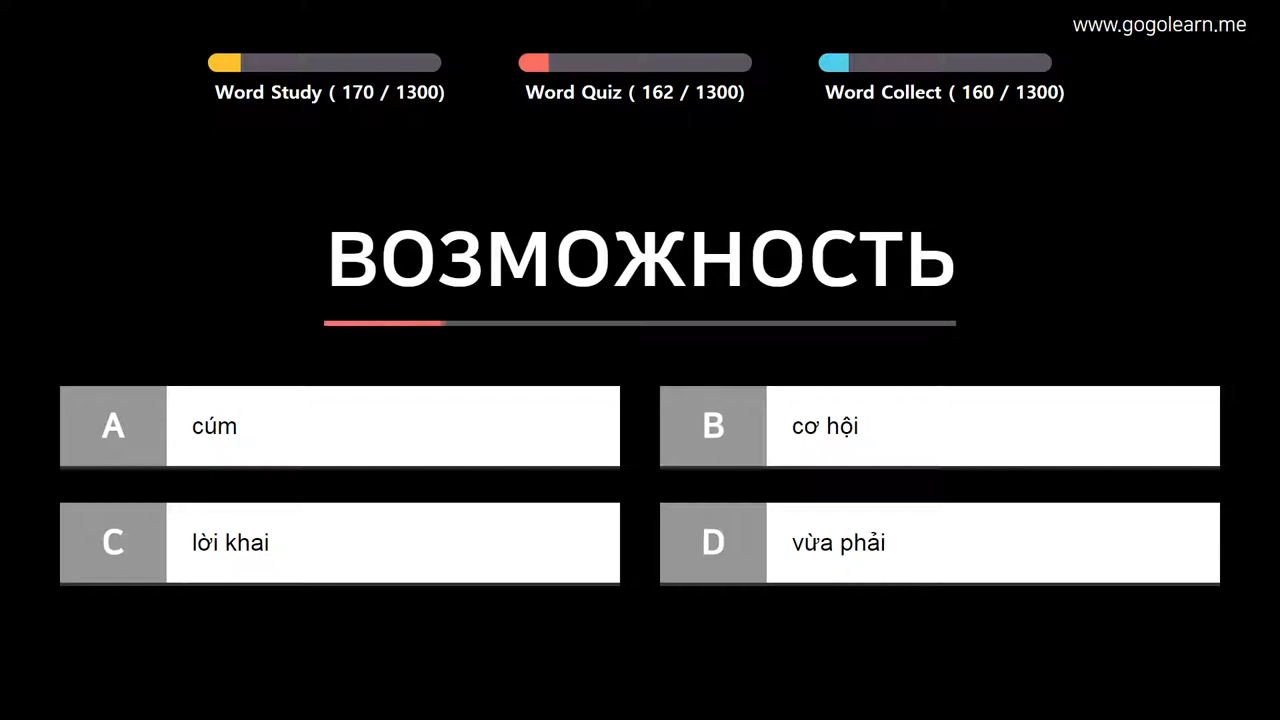 www.gogolearn.me
Word Study ( 170 / 1300)
Word Quiz ( 162 / 1300)
Word Collect ( 160 / 1300)
ВОЗМОЖНОСТЬ
A cúm
B cơ hội
C lời khai
D vừa phải